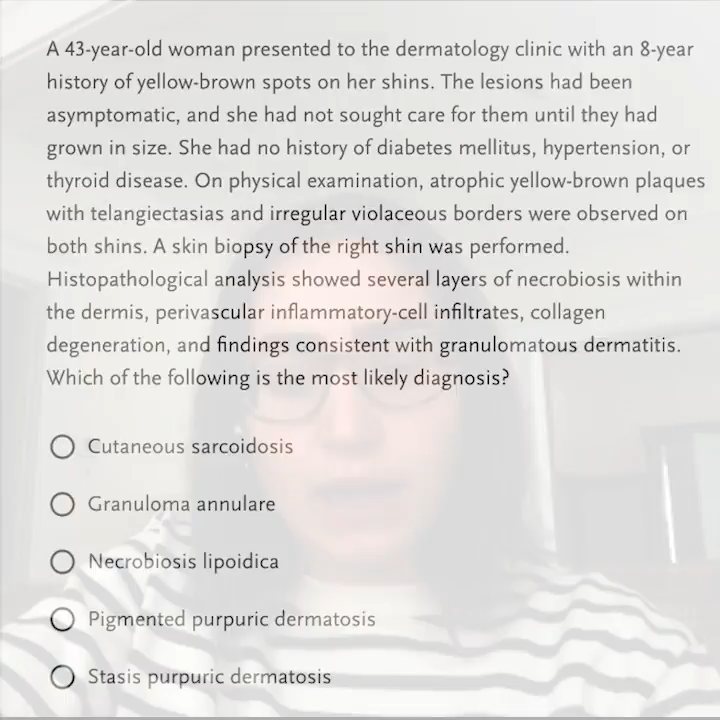 A 43-year-old woman presented to the dermatology clinic with an 8-year
history of yellow-brown spots on her shins. The lesions had been
asymptomatic, and she had not sought care for them until they had
grown in size. She had no history of diabetes mellitus, hypertension, or
thyroid disease. On physical examination, atrophic yellow-brown plaques
with telangiectasias and irregular violaceous borders were observed on
both shins. A skin biopsy of the right shin was performed.
Histopathological analysis showed several layers of necrobiosis within
the dermis, perivascular inflammatory-cell infiltrates, collagen
degeneration, and findings consistent with granulomatous dermatitis.
Which of the following is the most likely diagnosis?
Cutaneous sarcoidosis
Granuloma annulare
Necrobiosis lipoidica
Pigmented purpuric dermatosis
Stasis purpuric dermatosis